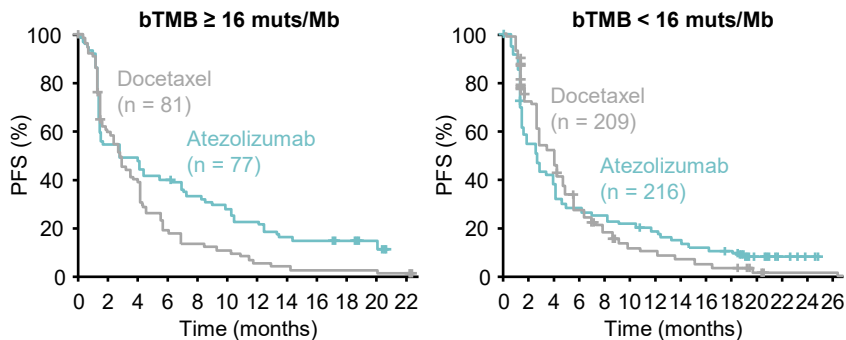 bTMB ≥ 16 muts/Mb
PFS (%)
100
80
60
40
20
0
Docetaxel
(n = 81)
Atezolizumab
(n = 77)
0 2 4 6 8 10 12 14 16 18 20 22
Time (months)
bTMB < 16 muts/Mb
PFS (%)
100
80
60
40
20
0
Docetaxel
(n = 209)
Atezolizumab
(n = 216)
0 2 4 6 8 10 12 14 16 18 20 22 24 26
Time (months)